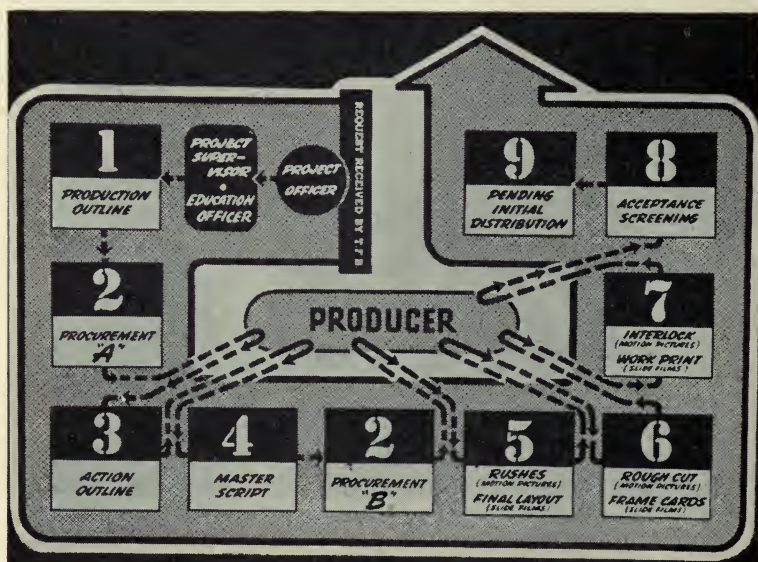 REQUEST RECEIVED BY T.F.B
PROJECT
OFFICER
PROJECT
SUPER-
VISOR
•
EDUCATION
OFFICER
1
PRODUCTION
OUTLINE
2
PROCUREMENT
"A"
3
ACTION
OUTLINE
4
MASTER
SCRIPT
2
PROCUREMENT
"B"
5
RUSHES
(MOTION PICTURES)
FINAL LAYOUT
(SLIDE FILMS)
6
ROUGH CUT
(MOTION PICTURES)
FRAME CARDS
(SLIDE FILMS)
7
INTERLOCK
(MOTION PICTURES)
WORK PRINT
(SLIDE FILMS)
8
ACCEPTANCE
SCREENING
9
PENDING
INITIAL
DISTRIBUTION
PRODUCER